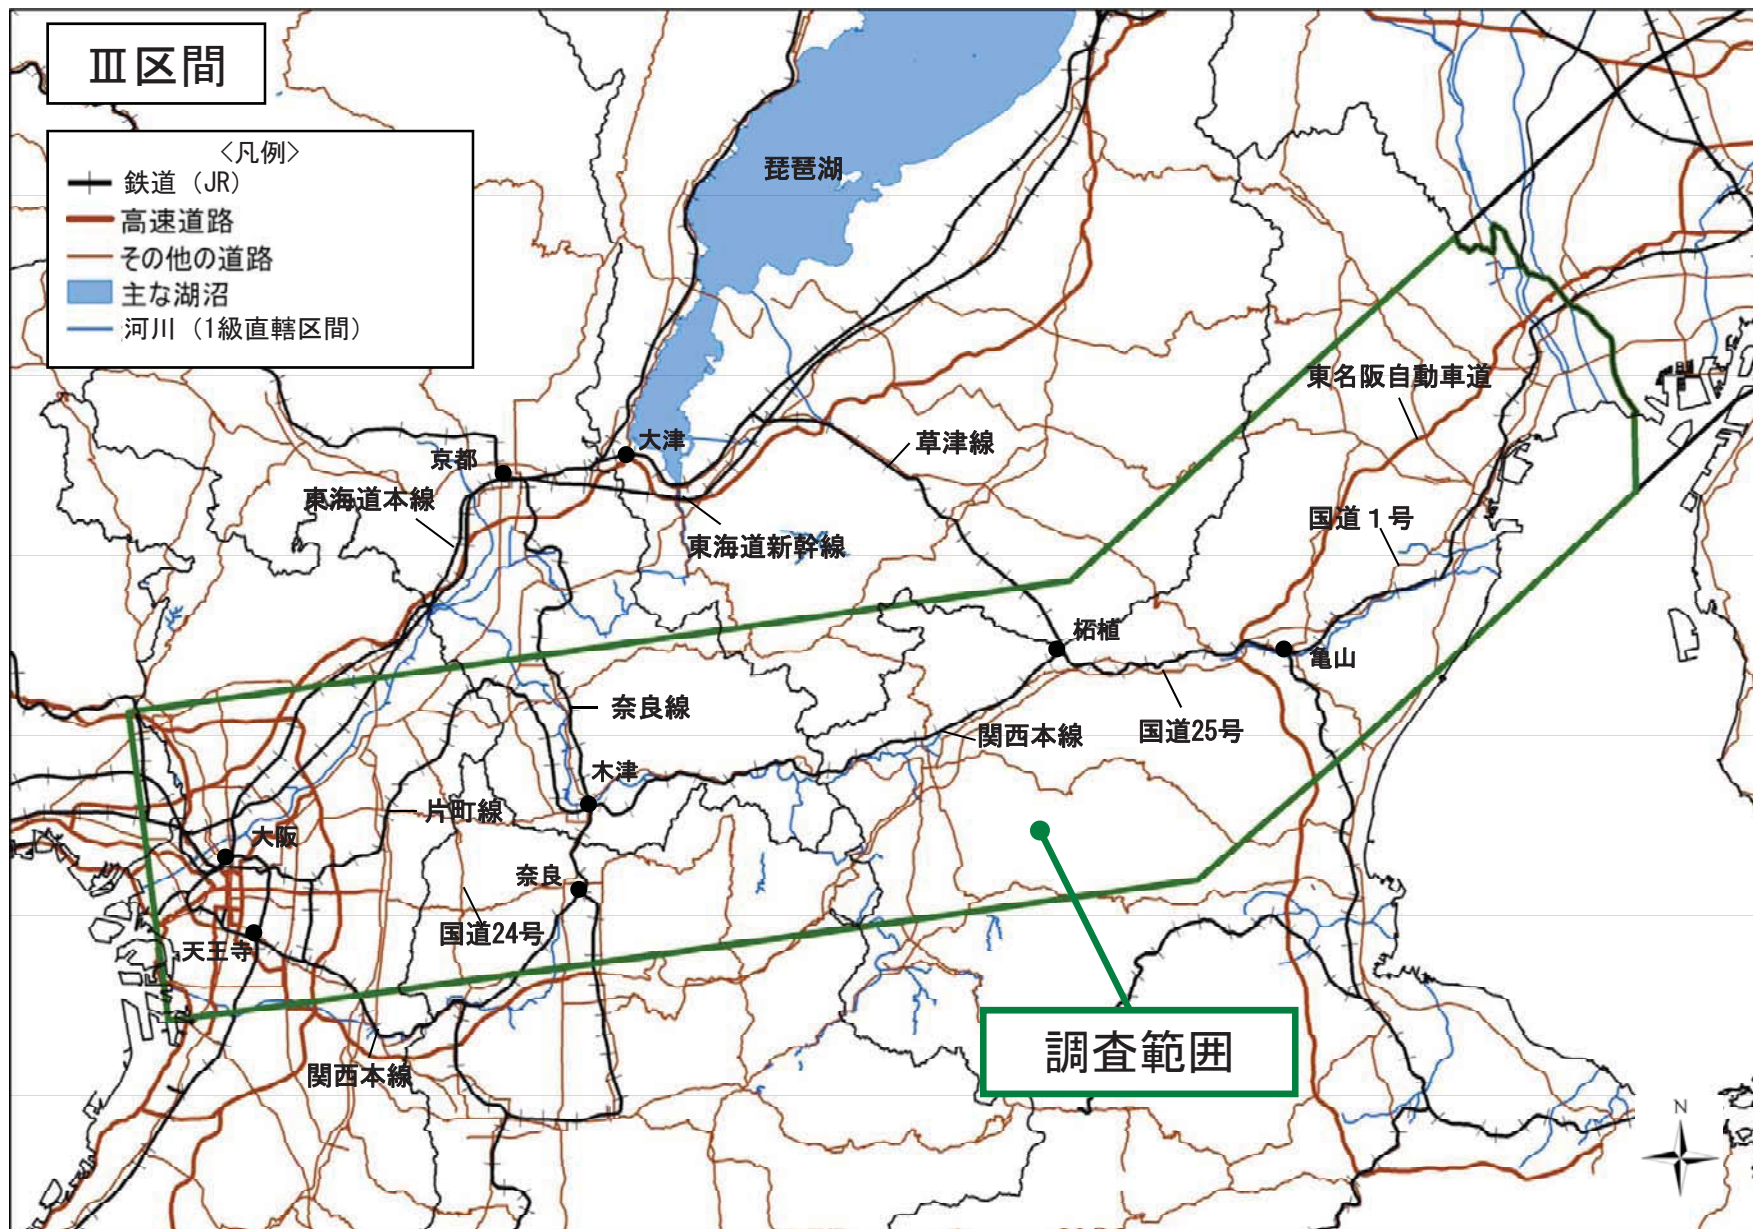 Ⅲ区間
<凡例>
鉄道（JR）
高速道路
その他の道路
主な湖沼
河川（1級直轄区間）
琵琶湖
東名阪自動車道
大津
草津線
京都
東海道本線
国道１号
東海道新幹線
柘植
亀山
奈良線
国道25号
関西本線
木津
片町線
大阪
奈良
国道24号
天王寺
調査範囲
関西本線
N